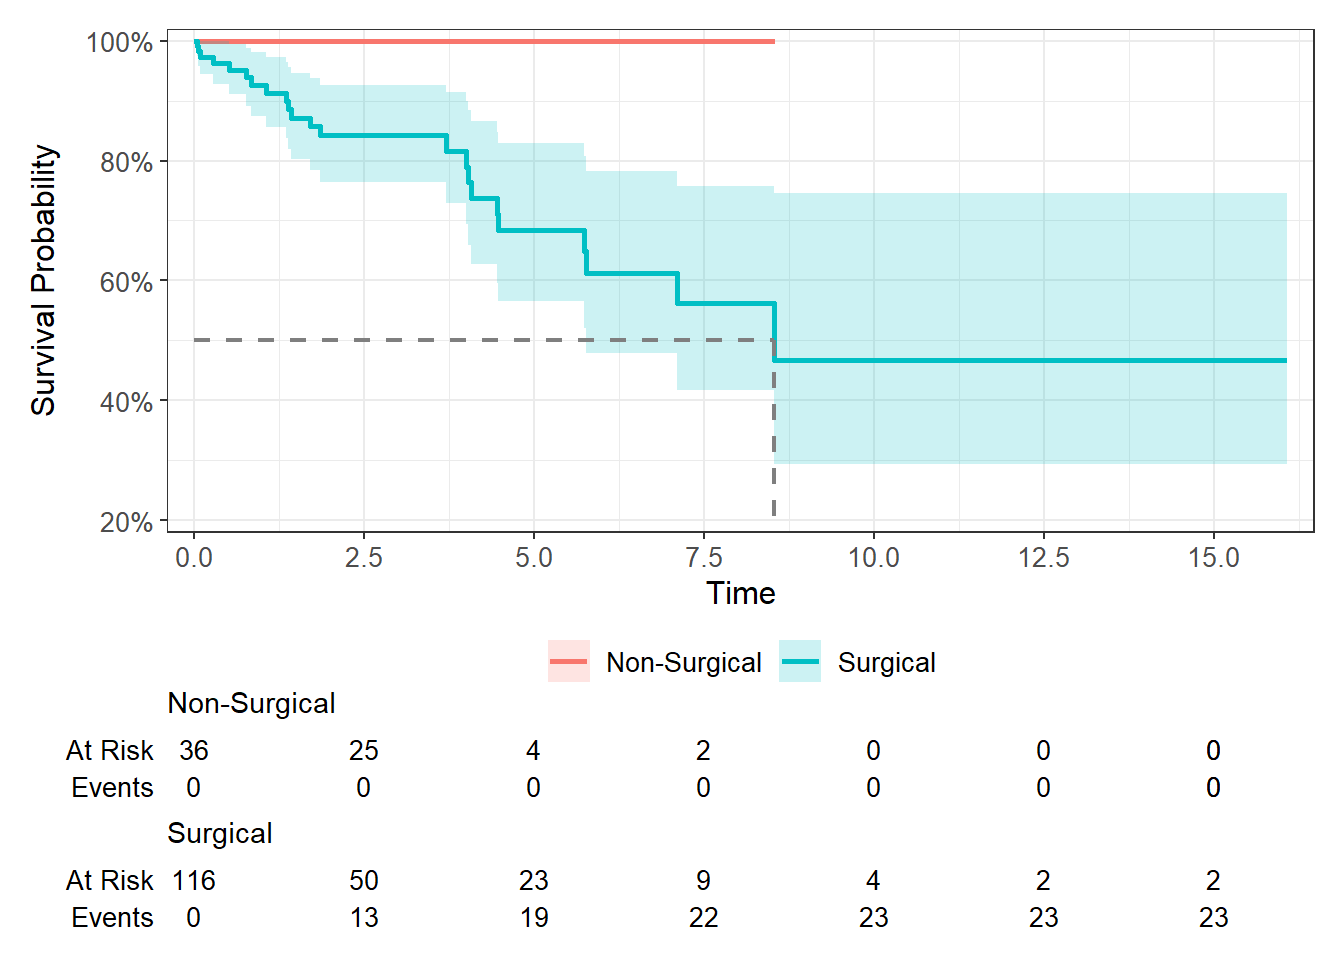 100%
80%
60%
40%
20%
Survival Probability
0.0 2.5 5.0 7.5 10.0 12.5 15.0
Time
Non-Surgical Surgical
Non-Surgical
At Risk 36 25 4 2 0 0 0
Events 0 0 0 0 0 0 0
Surgical
At Risk 116 50 23 9 4 2 2
Events 0 13 19 22 23 23 23